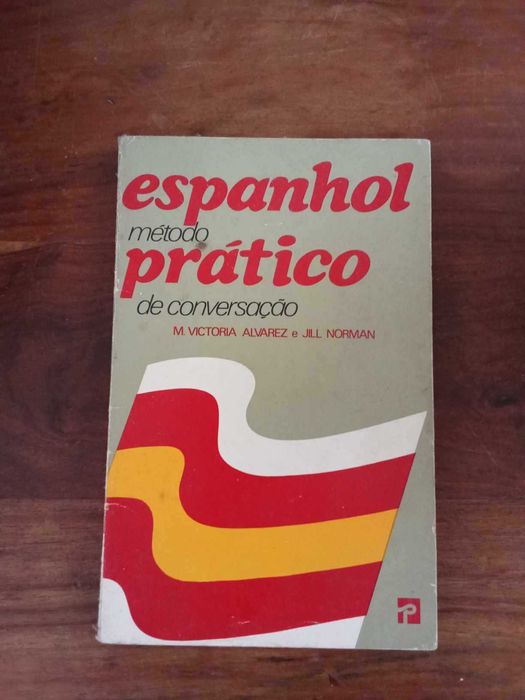 espanhol
método
prático
de conversação
M. VICTORIA ALVAREZ e JILL NORMAN
P